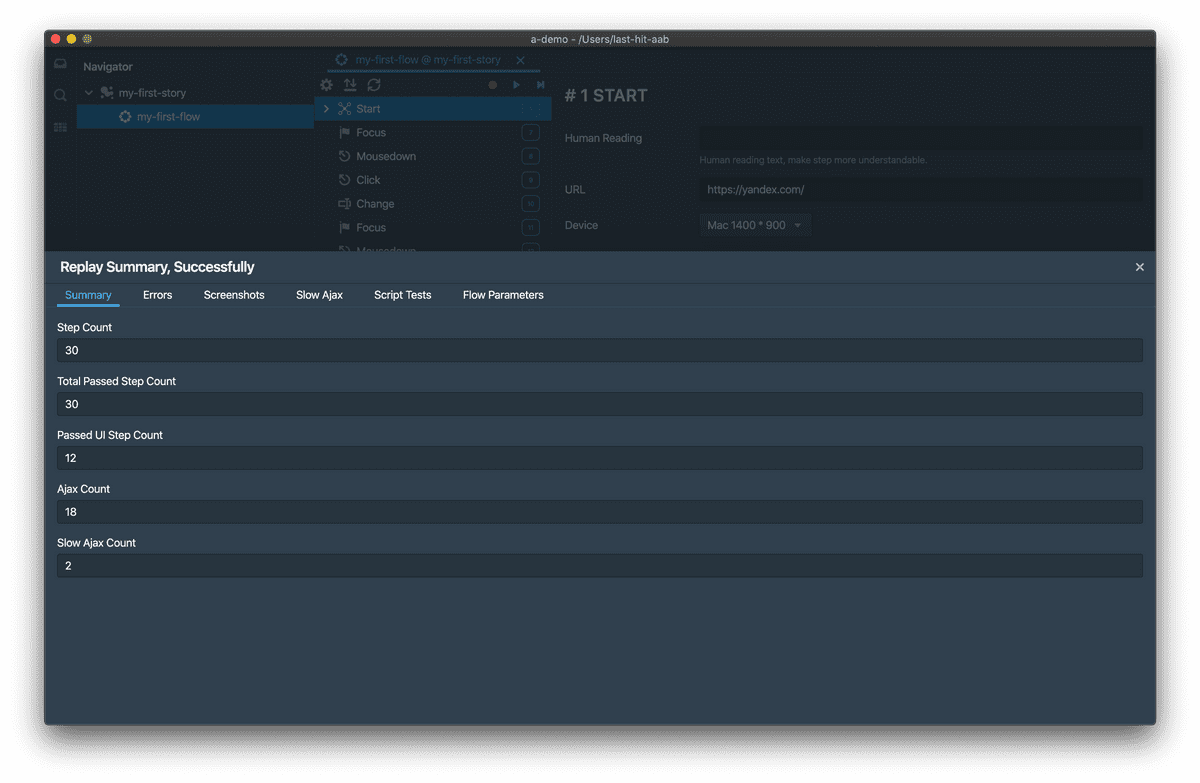 a-demo - /Users/last-hit-aab
Navigator
my-first-story
my-first-flow
my-first-flow @ my-first-story
Start
Focus
Mousedown
Click
Change
Focus
Mousedown
# 1 START
Human Reading
Human reading text, make step more understandable.
URL
https://yandex.com/
Device
Mac 1400 * 900
Replay Summary, Successfully
Summary
Errors
Screenshots
Slow Ajax
Script Tests
Flow Parameters
Step Count
30
Total Passed Step Count
30
Passed UI Step Count
12
Ajax Count
18
Slow Ajax Count
2